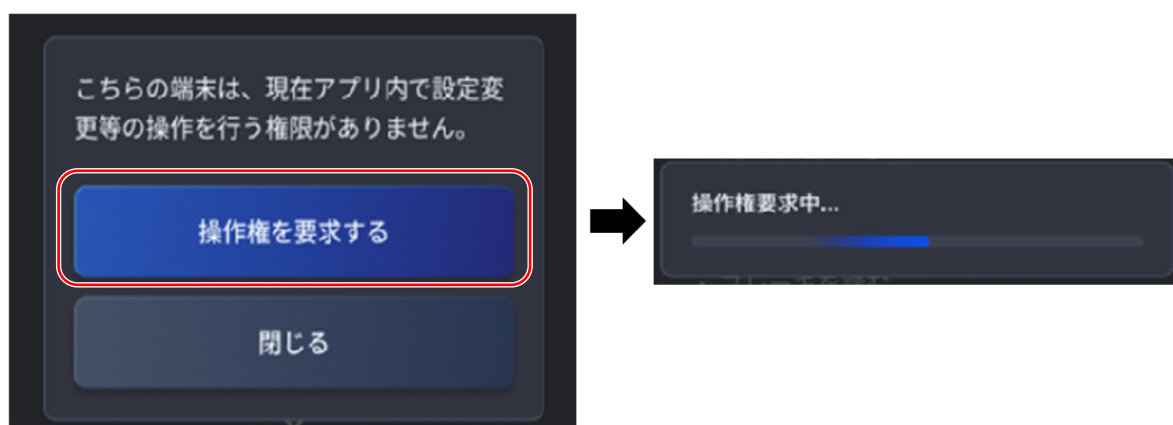 こちらの端末は、現在アプリ内で設定変
更等の操作を行う権限がありません。
操作権を要求する
閉じる
操作権要求中...